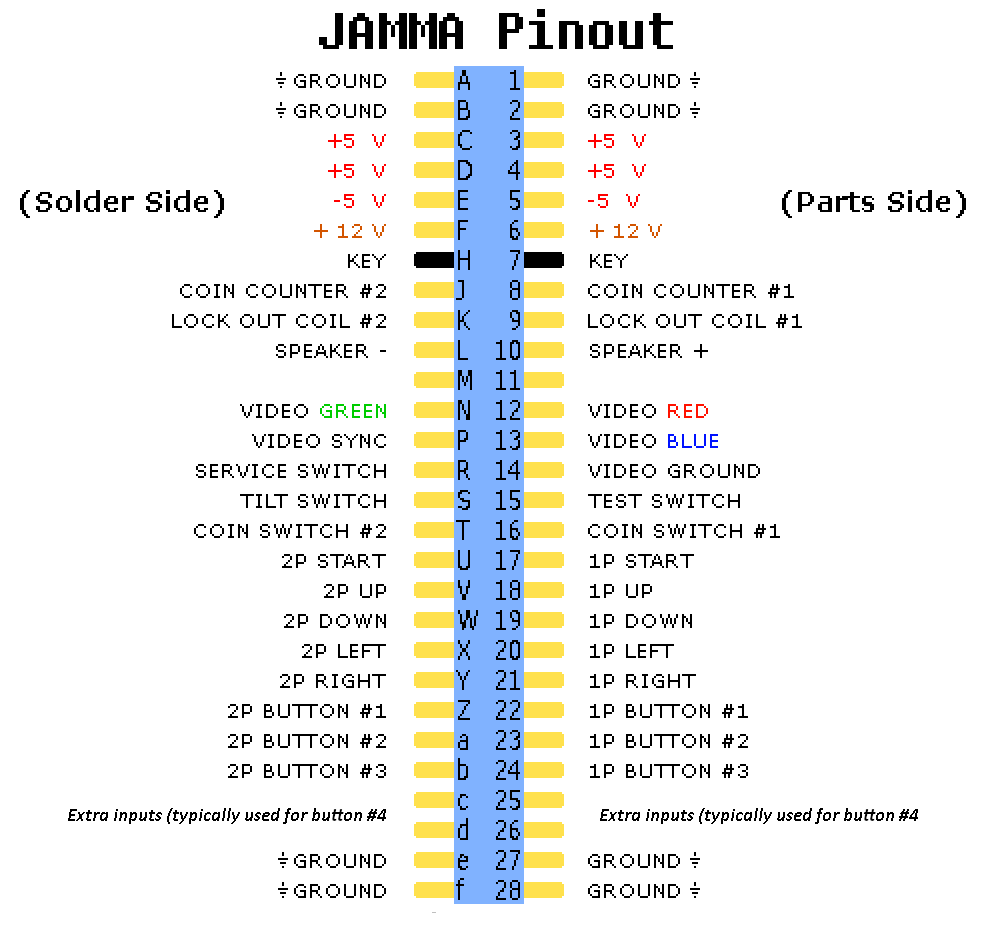 JAMMA Pinout
⏚ GROUND A 1 GROUND ⏚
⏚ GROUND B 2 GROUND ⏚
+5 V C 3 +5 V
+5 V D 4 +5 V
(Solder Side) -5 V E 5 -5 V (Parts Side)
+ 12 V F 6 + 12 V
KEY H 7 KEY
COIN COUNTER #2 J 8 COIN COUNTER #1
LOCK OUT COIL #2 K 9 LOCK OUT COIL #1
SPEAKER - L 10 SPEAKER +
M 11
VIDEO GREEN N 12 VIDEO RED
VIDEO SYNC P 13 VIDEO BLUE
SERVICE SWITCH R 14 VIDEO GROUND
TILT SWITCH S 15 TEST SWITCH
COIN SWITCH #2 T 16 COIN SWITCH #1
2P START U 17 1P START
2P UP V 18 1P UP
2P DOWN W 19 1P DOWN
2P LEFT X 20 1P LEFT
2P RIGHT Y 21 1P RIGHT
2P BUTTON #1 Z 22 1P BUTTON #1
2P BUTTON #2 a 23 1P BUTTON #2
2P BUTTON #3 b 24 1P BUTTON #3
c 25
Extra inputs (typically used for button #4 Extra inputs (typically used for button #4
d 26
⏚ GROUND e 27 GROUND ⏚
⏚ GROUND f 28 GROUND ⏚